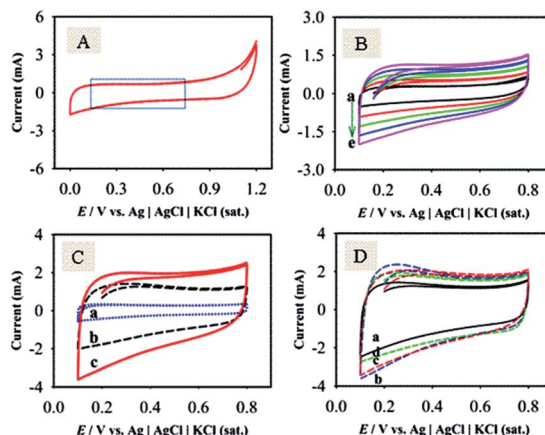 A
Current (mA)
6
3
0
-3
-6
0.0 0.3 0.6 0.9 1.2
E / V vs. Ag | AgCl | KCl (sat.)
B
Current (mA)
3.0
1.5
0.0
-1.5
-3.0
a
e
0.0 0.2 0.4 0.6 0.8
E / V vs. Ag | AgCl | KCl (sat.)
C
Current (mA)
4
2
0
-2
-4
a
b
c
0.0 0.2 0.4 0.6 0.8
E / V vs. Ag | AgCl | KCl (sat.)
D
Current (mA)
4
2
0
-2
-4
a
d
c
b
0.0 0.2 0.4 0.6 0.8
E / V vs. Ag | AgCl | KCl (sat.)